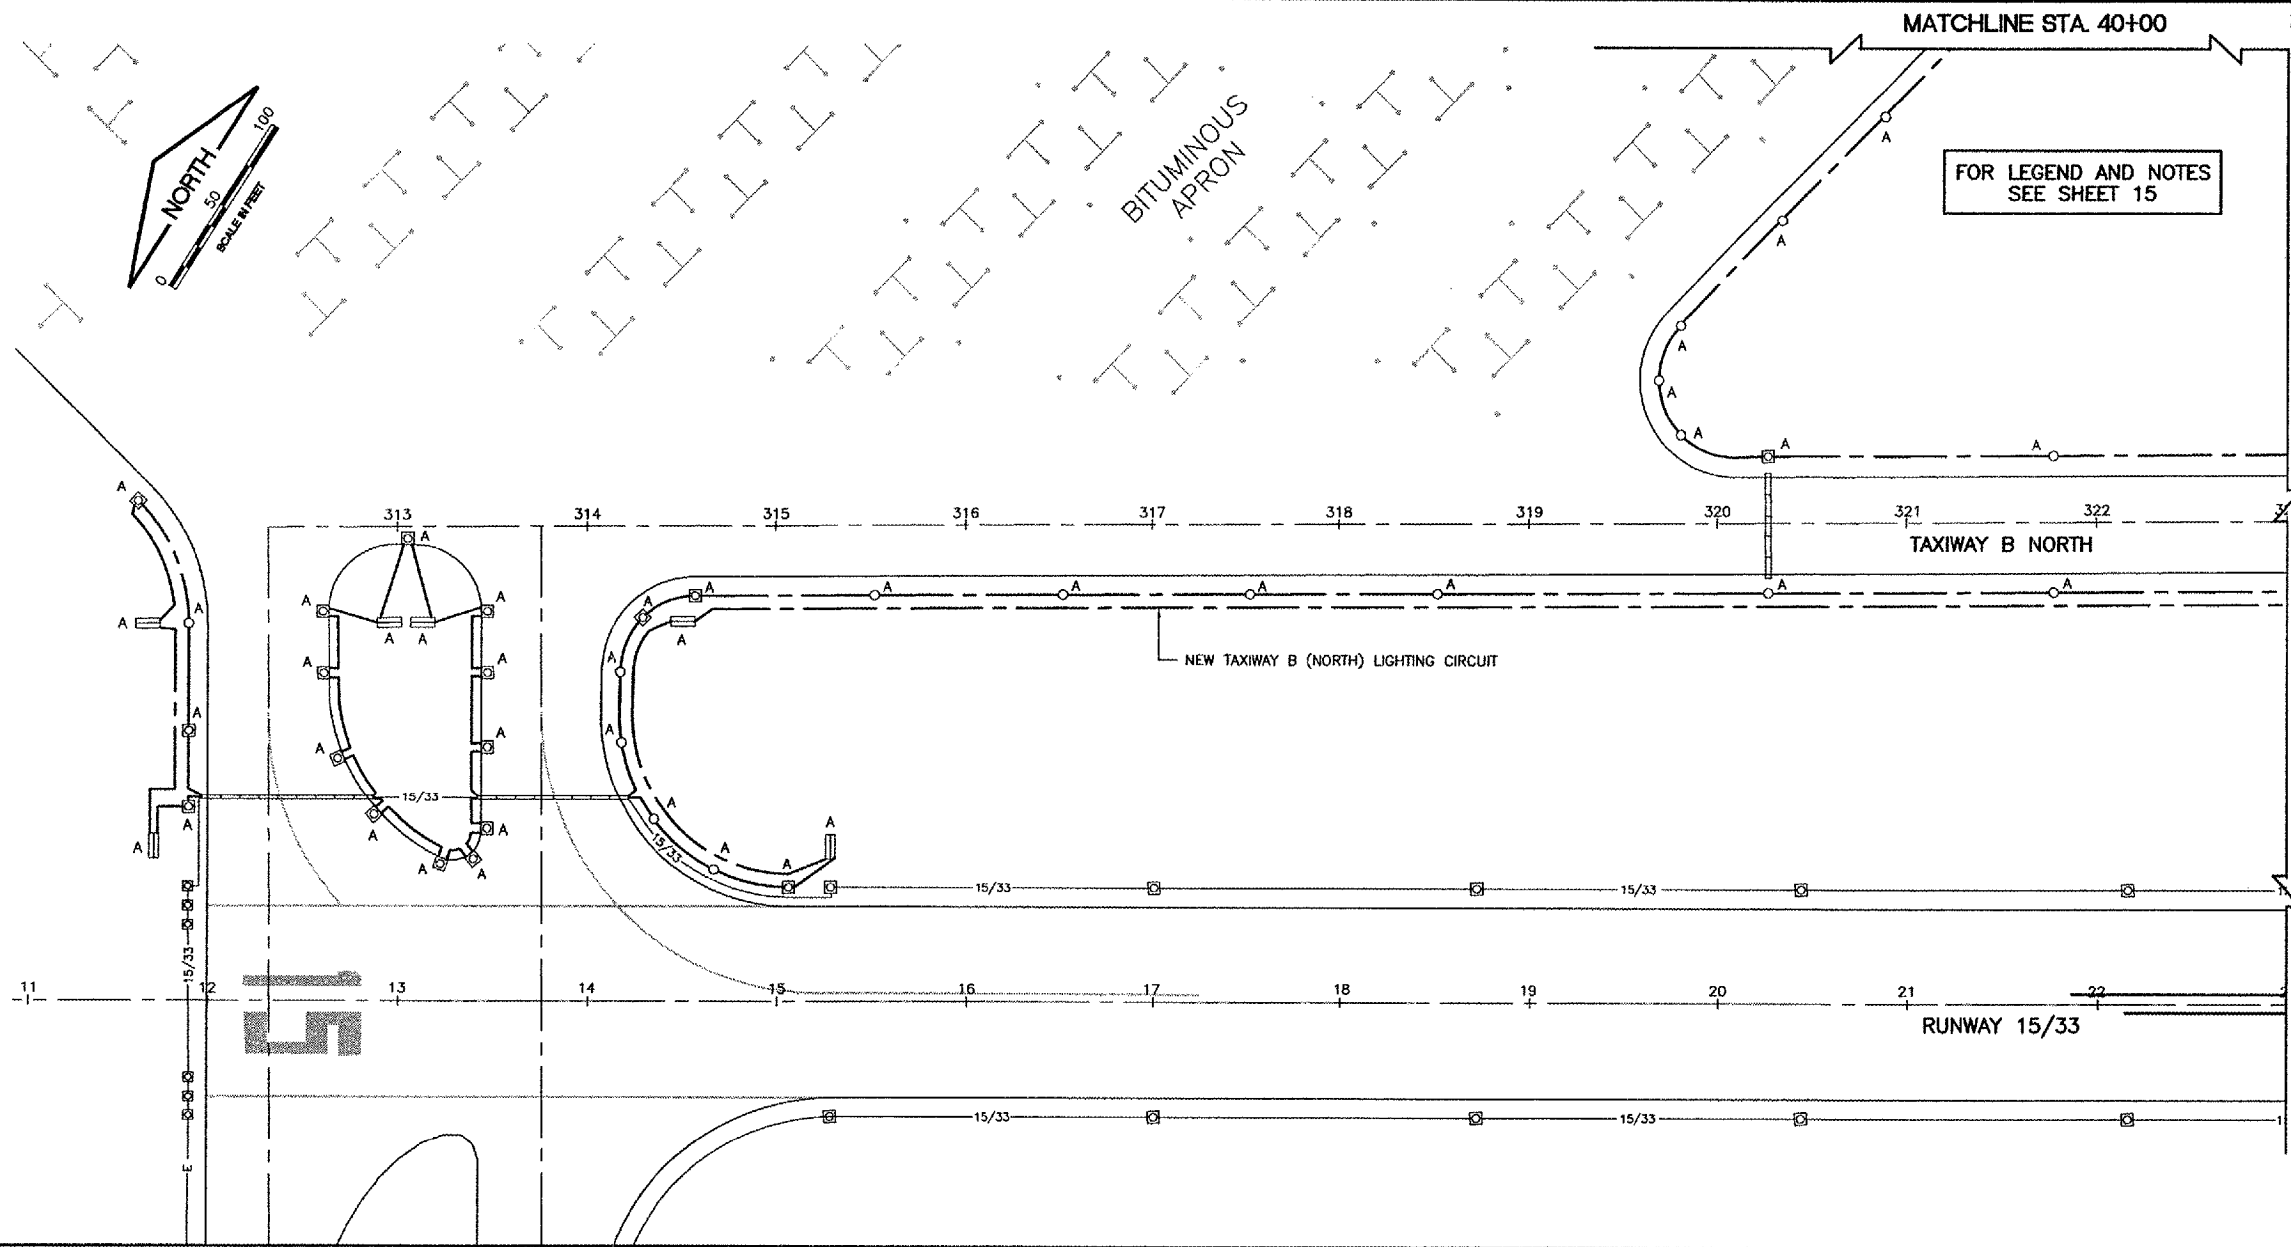 MATCHLINE STA. 40+00
NORTH
0 50 100
SCALE IN FEET
BITUMINOUS
APRON
FOR LEGEND AND NOTES
SEE SHEET 15
A
A
A
A
A
A A
A
313 314 315 316 317 318 319 320 321 322
TAXIWAY B NORTH
A
A
A A A A A A A A A A
A A A A A
A A A
NEW TAXIWAY B (NORTH) LIGHTING CIRCUIT
A A A
A
15/33
A
A A A A
15/33
A A A
A A
15/33 15/33
15/33
15
11 12 13 14 15 16 17 18 19 20 21 22
RUNWAY 15/33
15/33 15/33
E